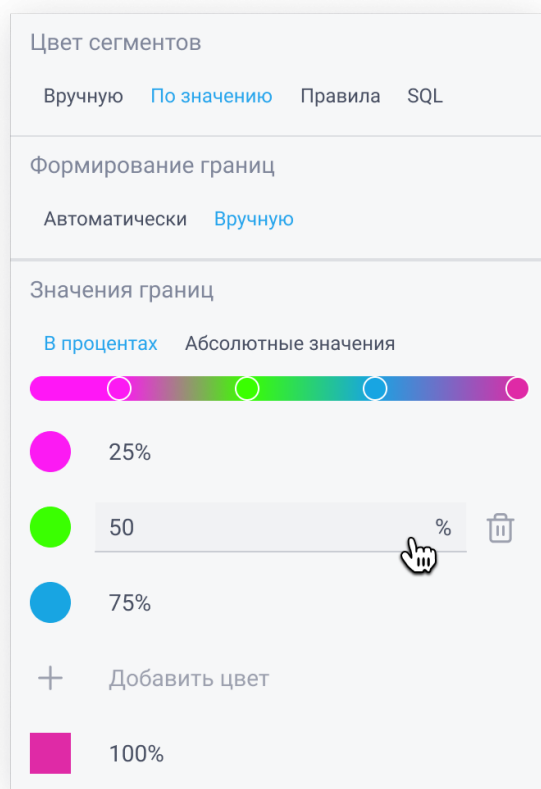 Цвет сегментов
Вручную По значению Правила SQL
Формирование границ
Автоматически Вручную
Значения границ
В процентах Абсолютные значения
25%
50 %
75%
Добавить цвет
100%